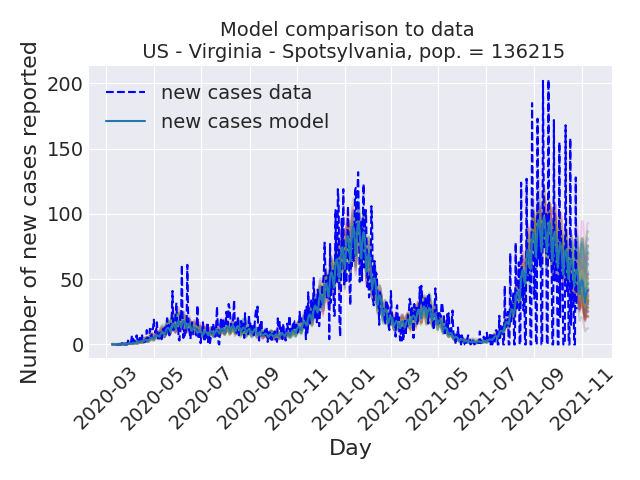 Model comparison to data
US - Virginia - Spotsylvania, pop. = 136215
Number of new cases reported
200
150
100
50
0
new cases data
new cases model
2020-03
2020-05
2020-07
2020-09
2020-11
2021-01
2021-03
2021-05
2021-07
2021-09
2021-11
Day